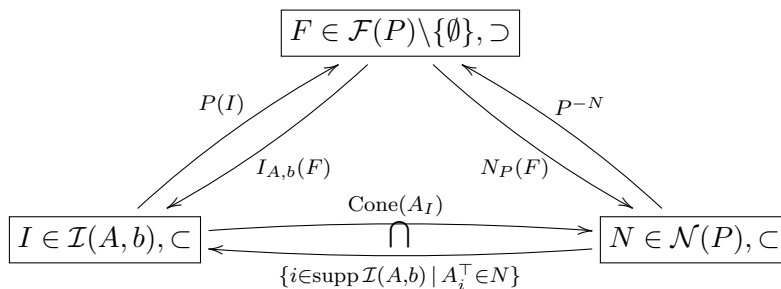 F ∈ 𝓕(P)\{∅}, ⊃
P(I)
P^{-N}
I_{A,b}(F)
N_P(F)
Cone(A_I)
I ∈ 𝓘(A, b), ⊂
⋂
N ∈ 𝓝(P), ⊂
{i∈supp 𝓘(A,b) | A_i^⊤∈N}